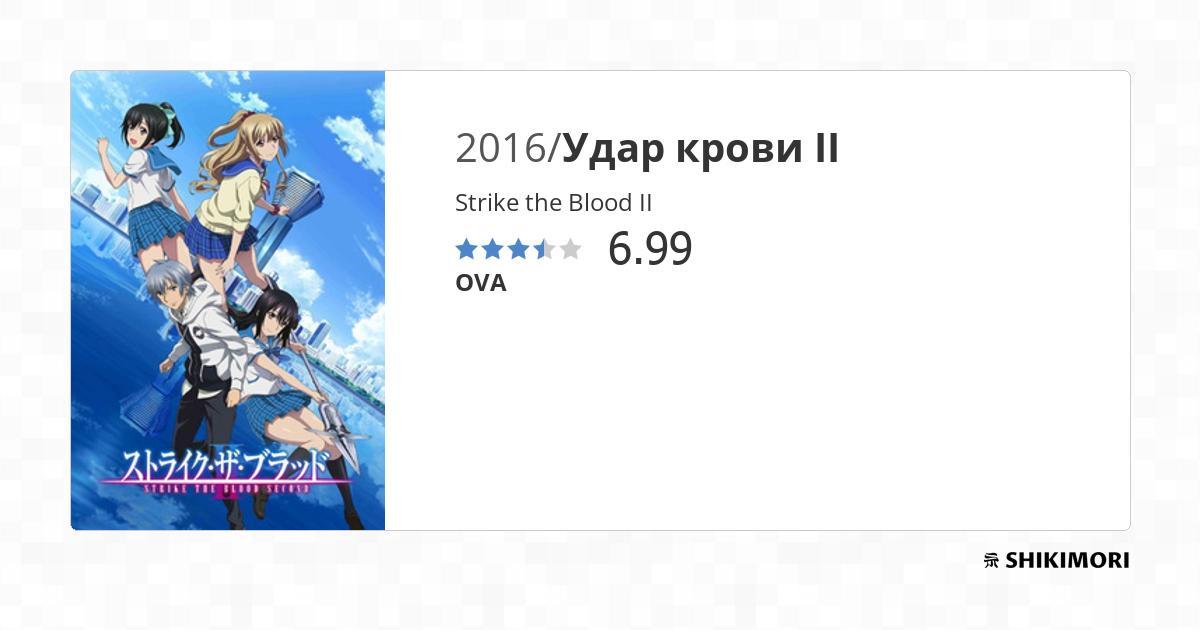 2016/Удар крови II
Strike the Blood II
6.99
OVA
ストライク・ザ・ブラッド
STRIKE THE BLOOD SECOND
II
SHIKIMORI